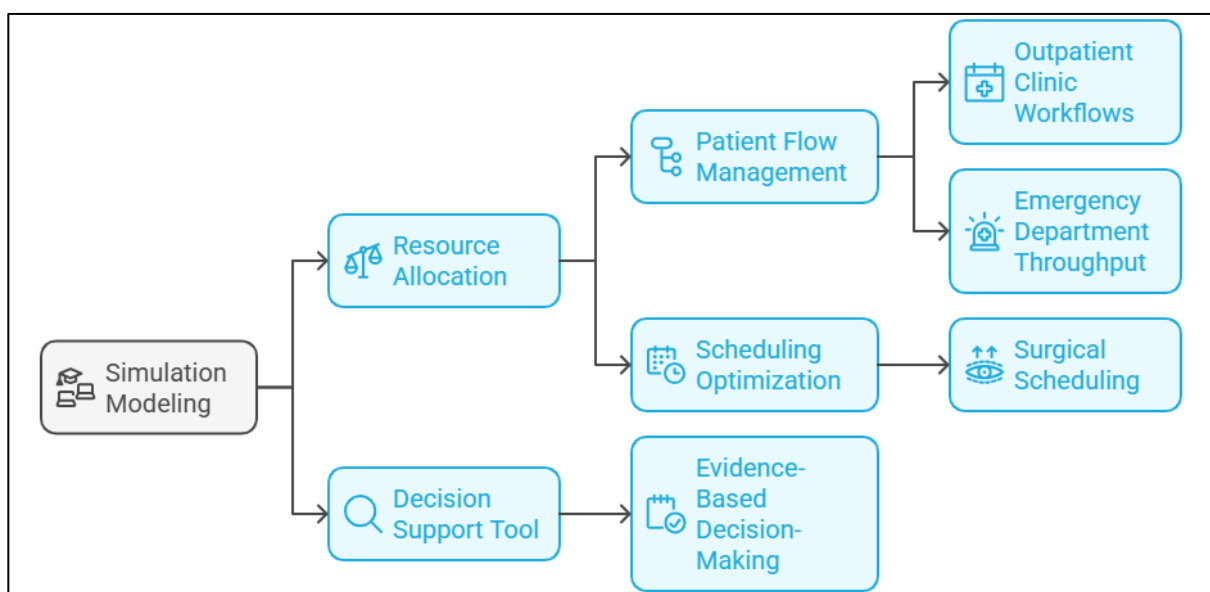 Simulation
Modeling
Resource
Allocation
Decision
Support Tool
Patient Flow
Management
Scheduling
Optimization
Evidence-
Based
Decision-
Making
Outpatient
Clinic
Workflows
Emergency
Department
Throughput
Surgical
Scheduling